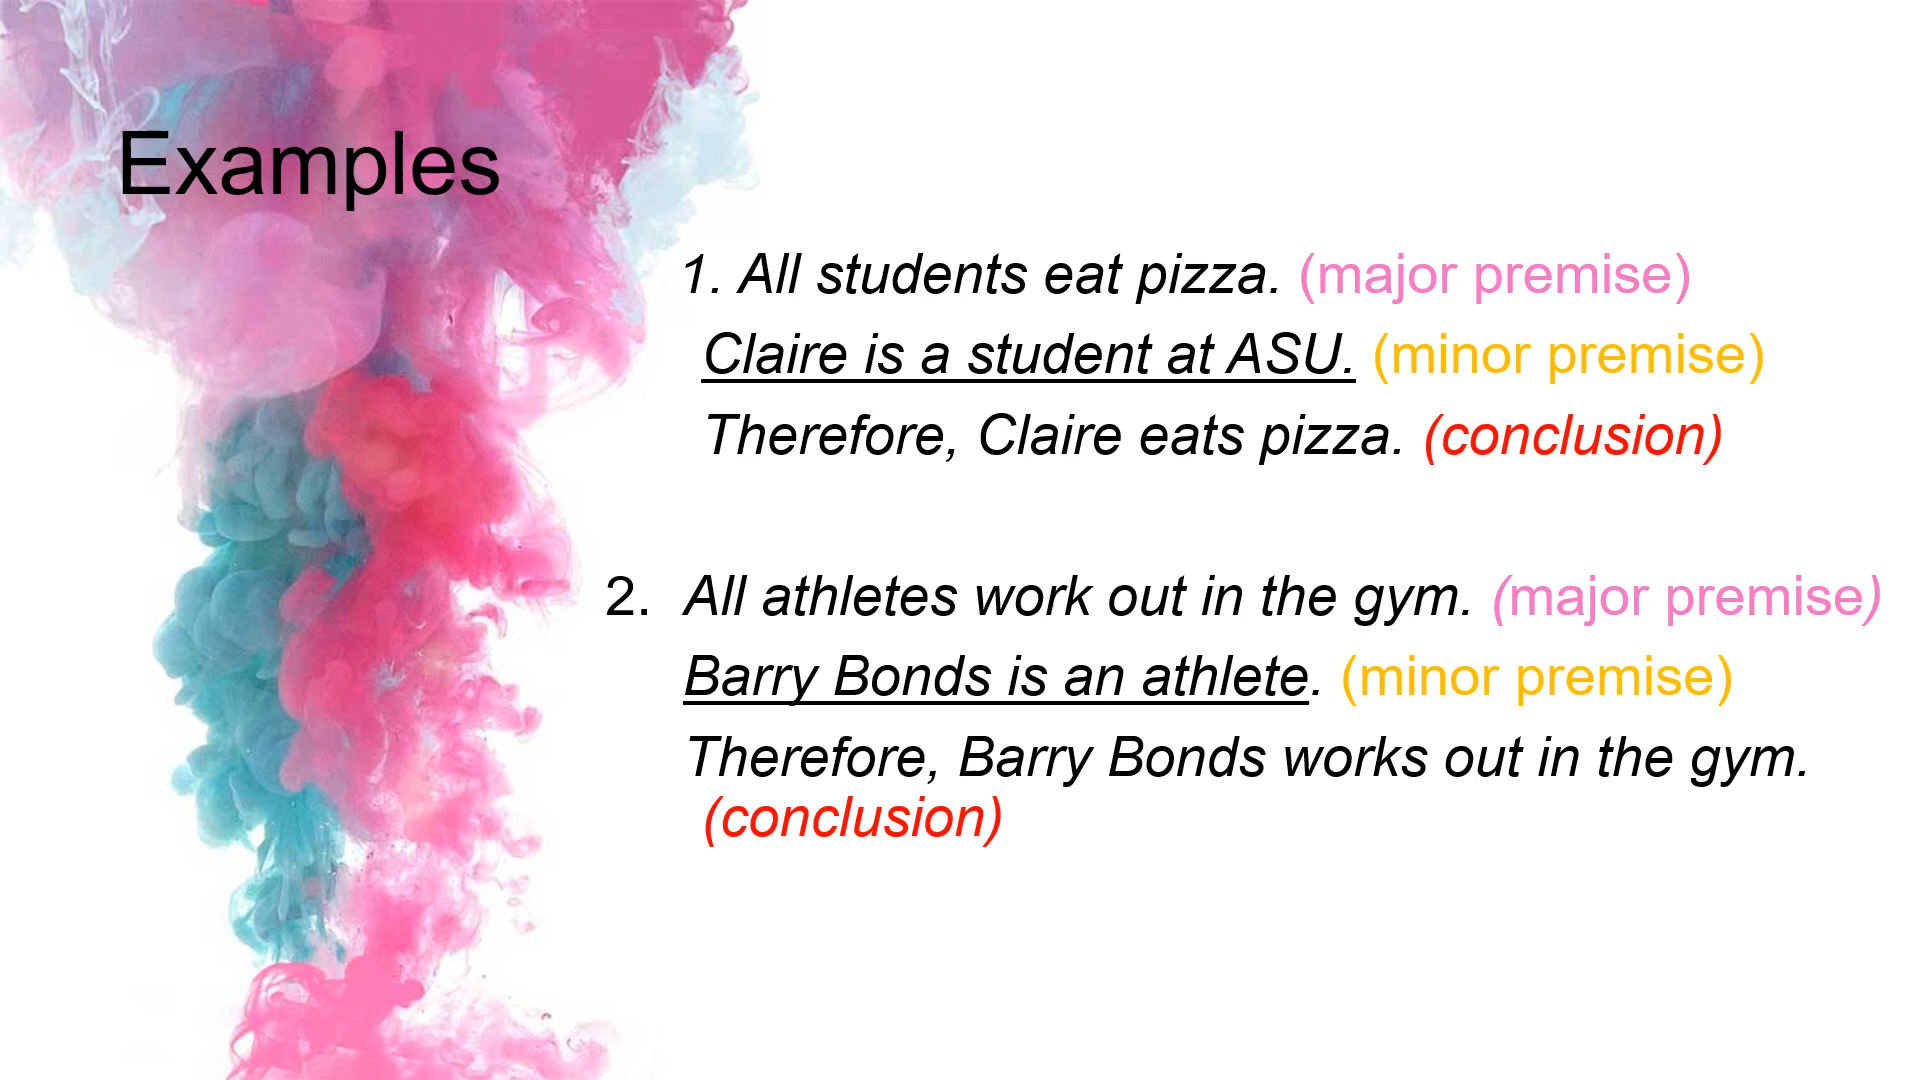 Examples
1. All students eat pizza. (major premise)
Claire is a student at ASU. (minor premise)
Therefore, Claire eats pizza. (conclusion)
2. All athletes work out in the gym. (major premise)
Barry Bonds is an athlete. (minor premise)
Therefore, Barry Bonds works out in the gym.
(conclusion)